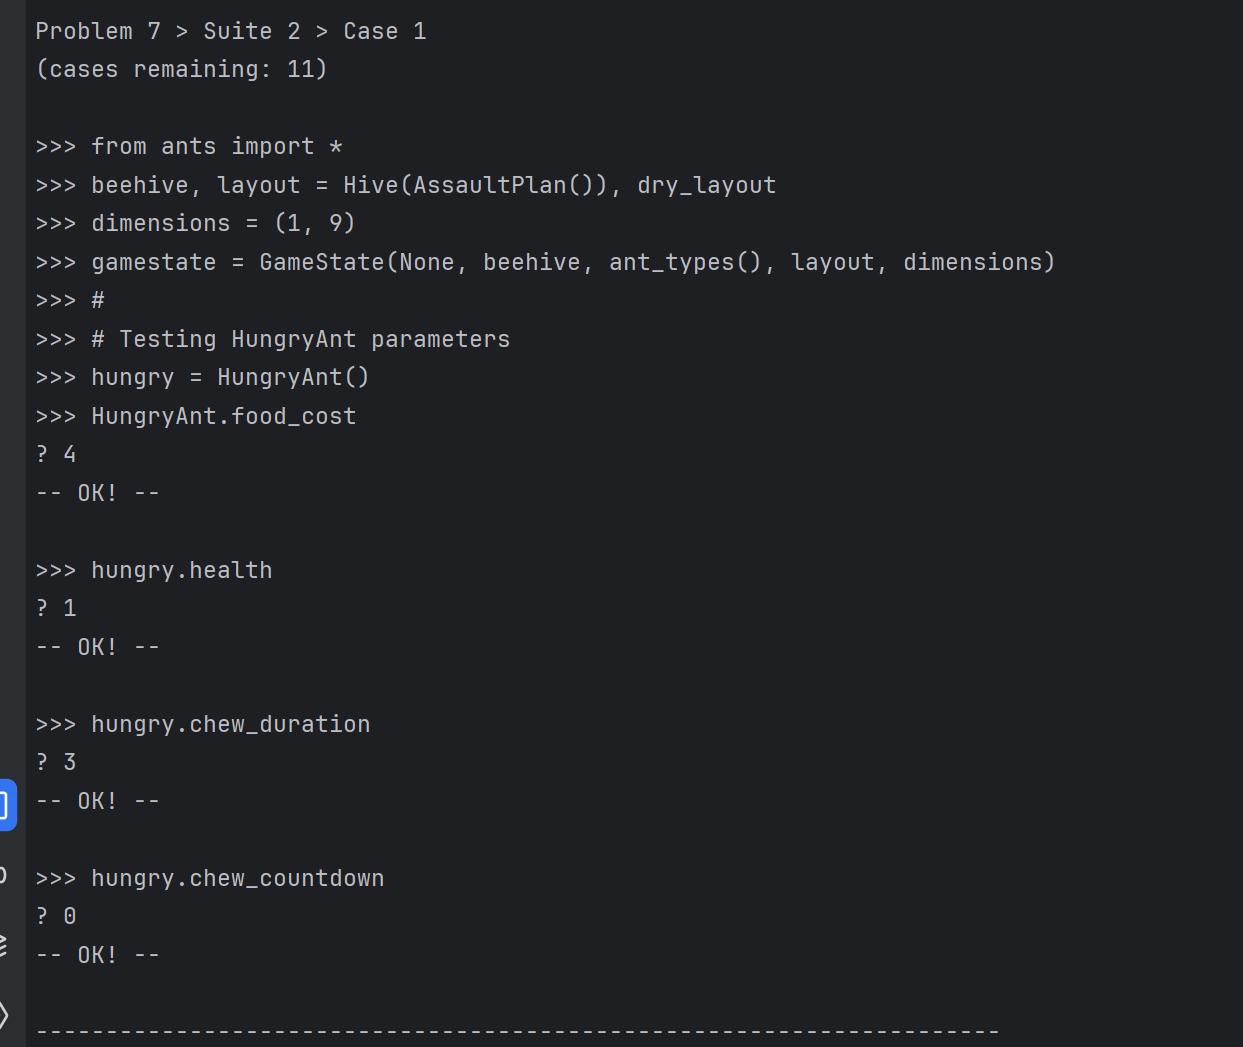 Problem 7 > Suite 2 > Case 1
(cases remaining: 11)
>>> from ants import *
>>> beehive, layout = Hive(AssaultPlan()), dry_layout
>>> dimensions = (1, 9)
>>> gamestate = GameState(None, beehive, ant_types(), layout, dimensions)
>>> #
>>> # Testing HungryAnt parameters
>>> hungry = HungryAnt()
>>> HungryAnt.food_cost
? 4
-- OK! --
>>> hungry.health
? 1
-- OK! --
>>> hungry.chew_duration
? 3
-- OK! --
>>> hungry.chew_countdown
? 0
-- OK! --
---------------------------------------------------------------------